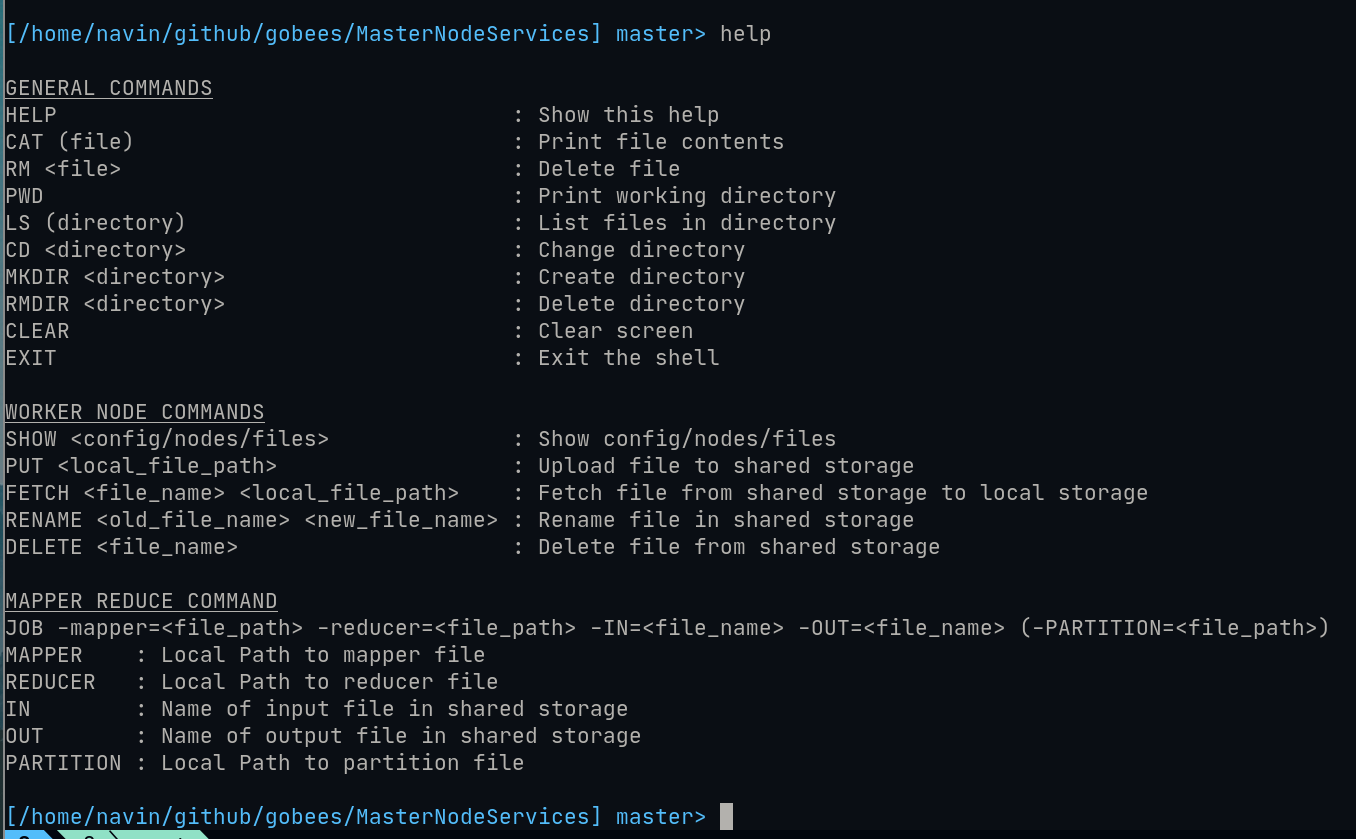 [/home/navin/github/gobees/MasterNodeServices] master> help
GENERAL COMMANDS
HELP : Show this help
CAT (file) : Print file contents
RM <file> : Delete file
PWD : Print working directory
LS (directory) : List files in directory
CD <directory> : Change directory
MKDIR <directory> : Create directory
RMDIR <directory> : Delete directory
CLEAR : Clear screen
EXIT : Exit the shell
WORKER NODE COMMANDS
SHOW <config/nodes/files> : Show config/nodes/files
PUT <local_file_path> : Upload file to shared storage
FETCH <file_name> <local_file_path> : Fetch file from shared storage to local storage
RENAME <old_file_name> <new_file_name> : Rename file in shared storage
DELETE <file_name> : Delete file from shared storage
MAPPER REDUCE COMMAND
JOB -mapper=<file_path> -reducer=<file_path> -IN=<file_name> -OUT=<file_name> (-PARTITION=<file_path>)
MAPPER : Local Path to mapper file
REDUCER : Local Path to reducer file
IN : Name of input file in shared storage
OUT : Name of output file in shared storage
PARTITION : Local Path to partition file
[/home/navin/github/gobees/MasterNodeServices] master>